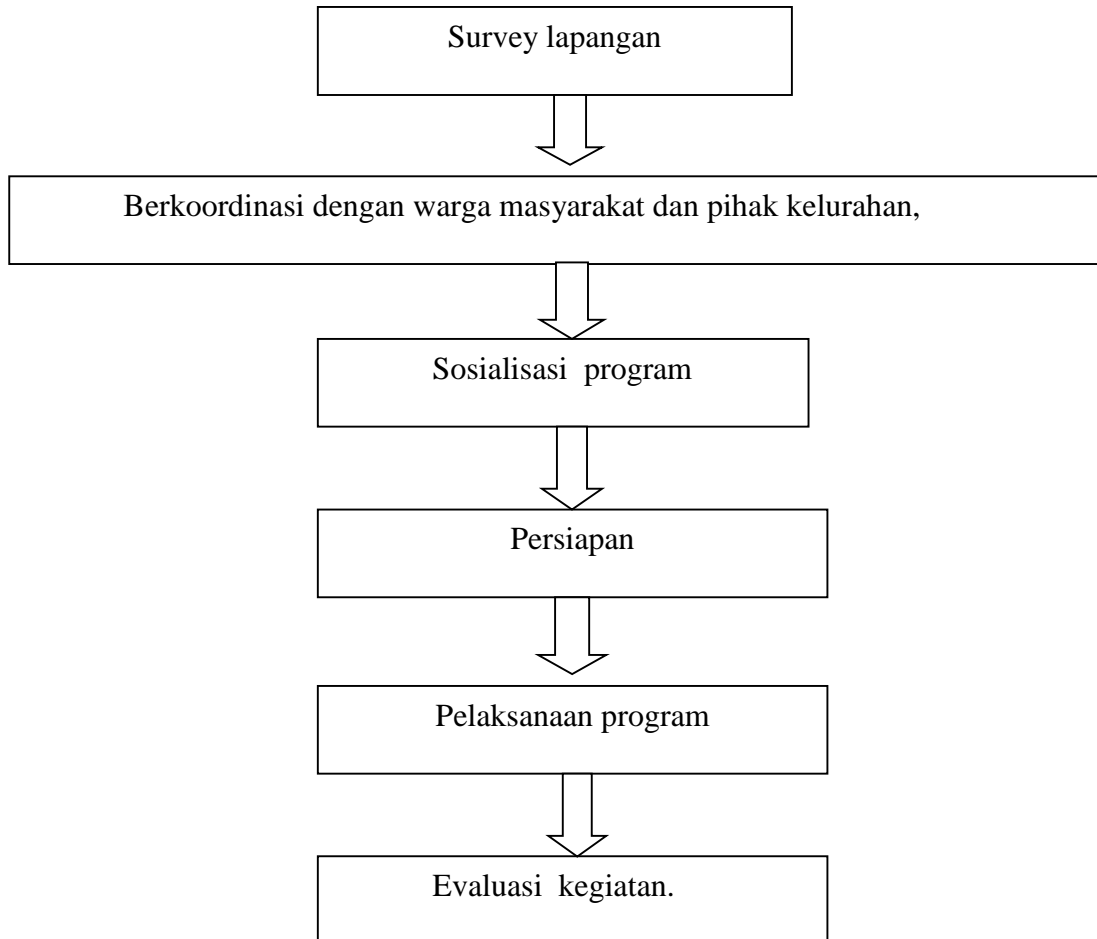 Survey lapangan
Berkoordinasi dengan warga masyarakat dan pihak kelurahan,
Sosialisasi  program
Persiapan
Pelaksanaan program
Evaluasi  kegiatan.